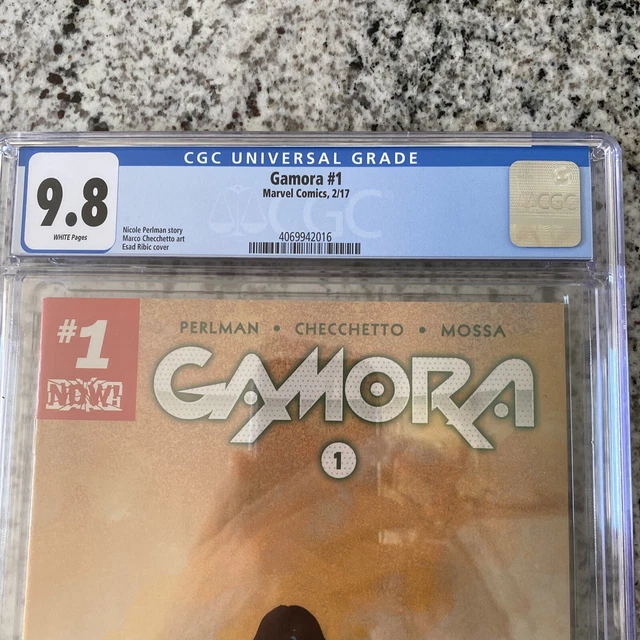 CGC UNIVERSAL GRADE
9.8
WHITE Pages
Gamora #1
Marvel Comics, 2/17
Nicole Perlman story
Marco Checchetto art
Esad Ribic cover
4069942016
CGC
CGC
#1
NOW!
PERLMAN • CHECCHETTO • MOSSA
GAMORA
1